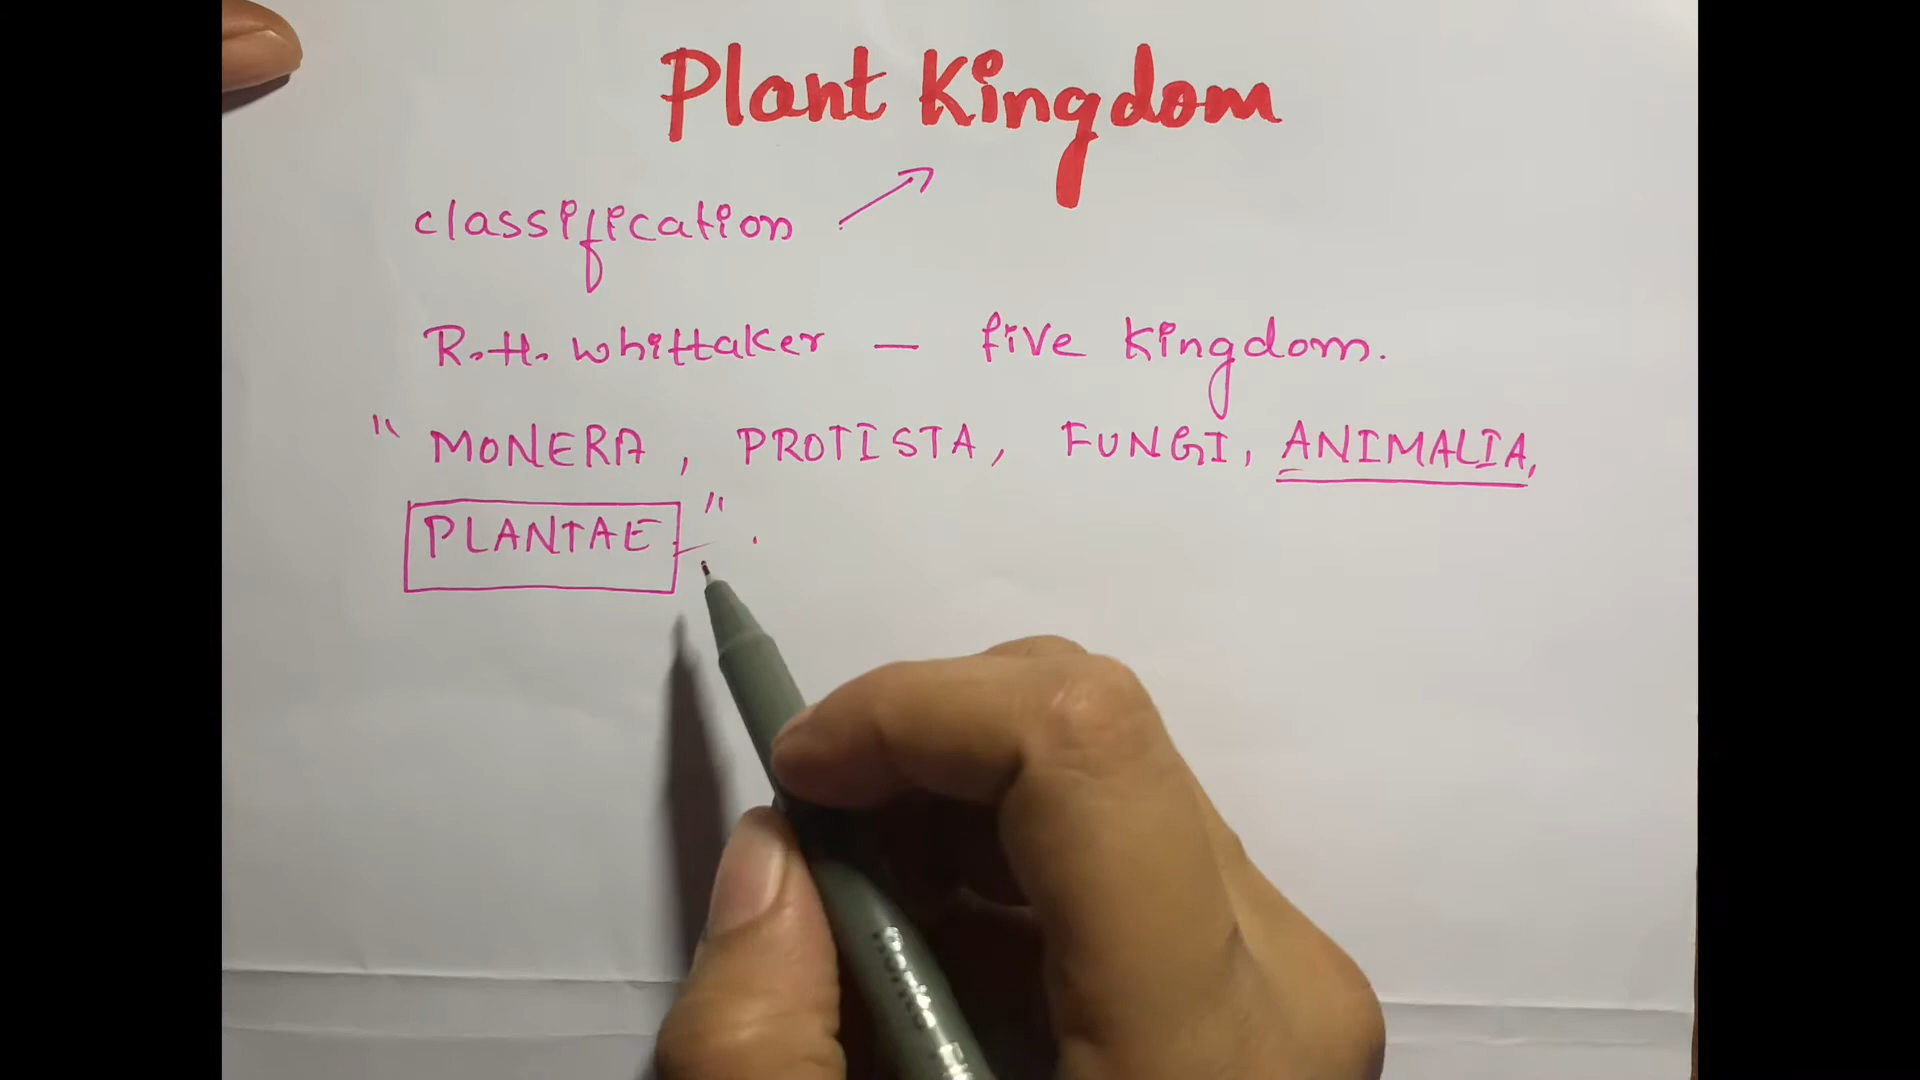 Plant Kingdom
classification
R.H. Whittaker — five kingdom.
" MONERA, PROTISTA, FUNGI, ANIMALIA,
PLANTAE ".